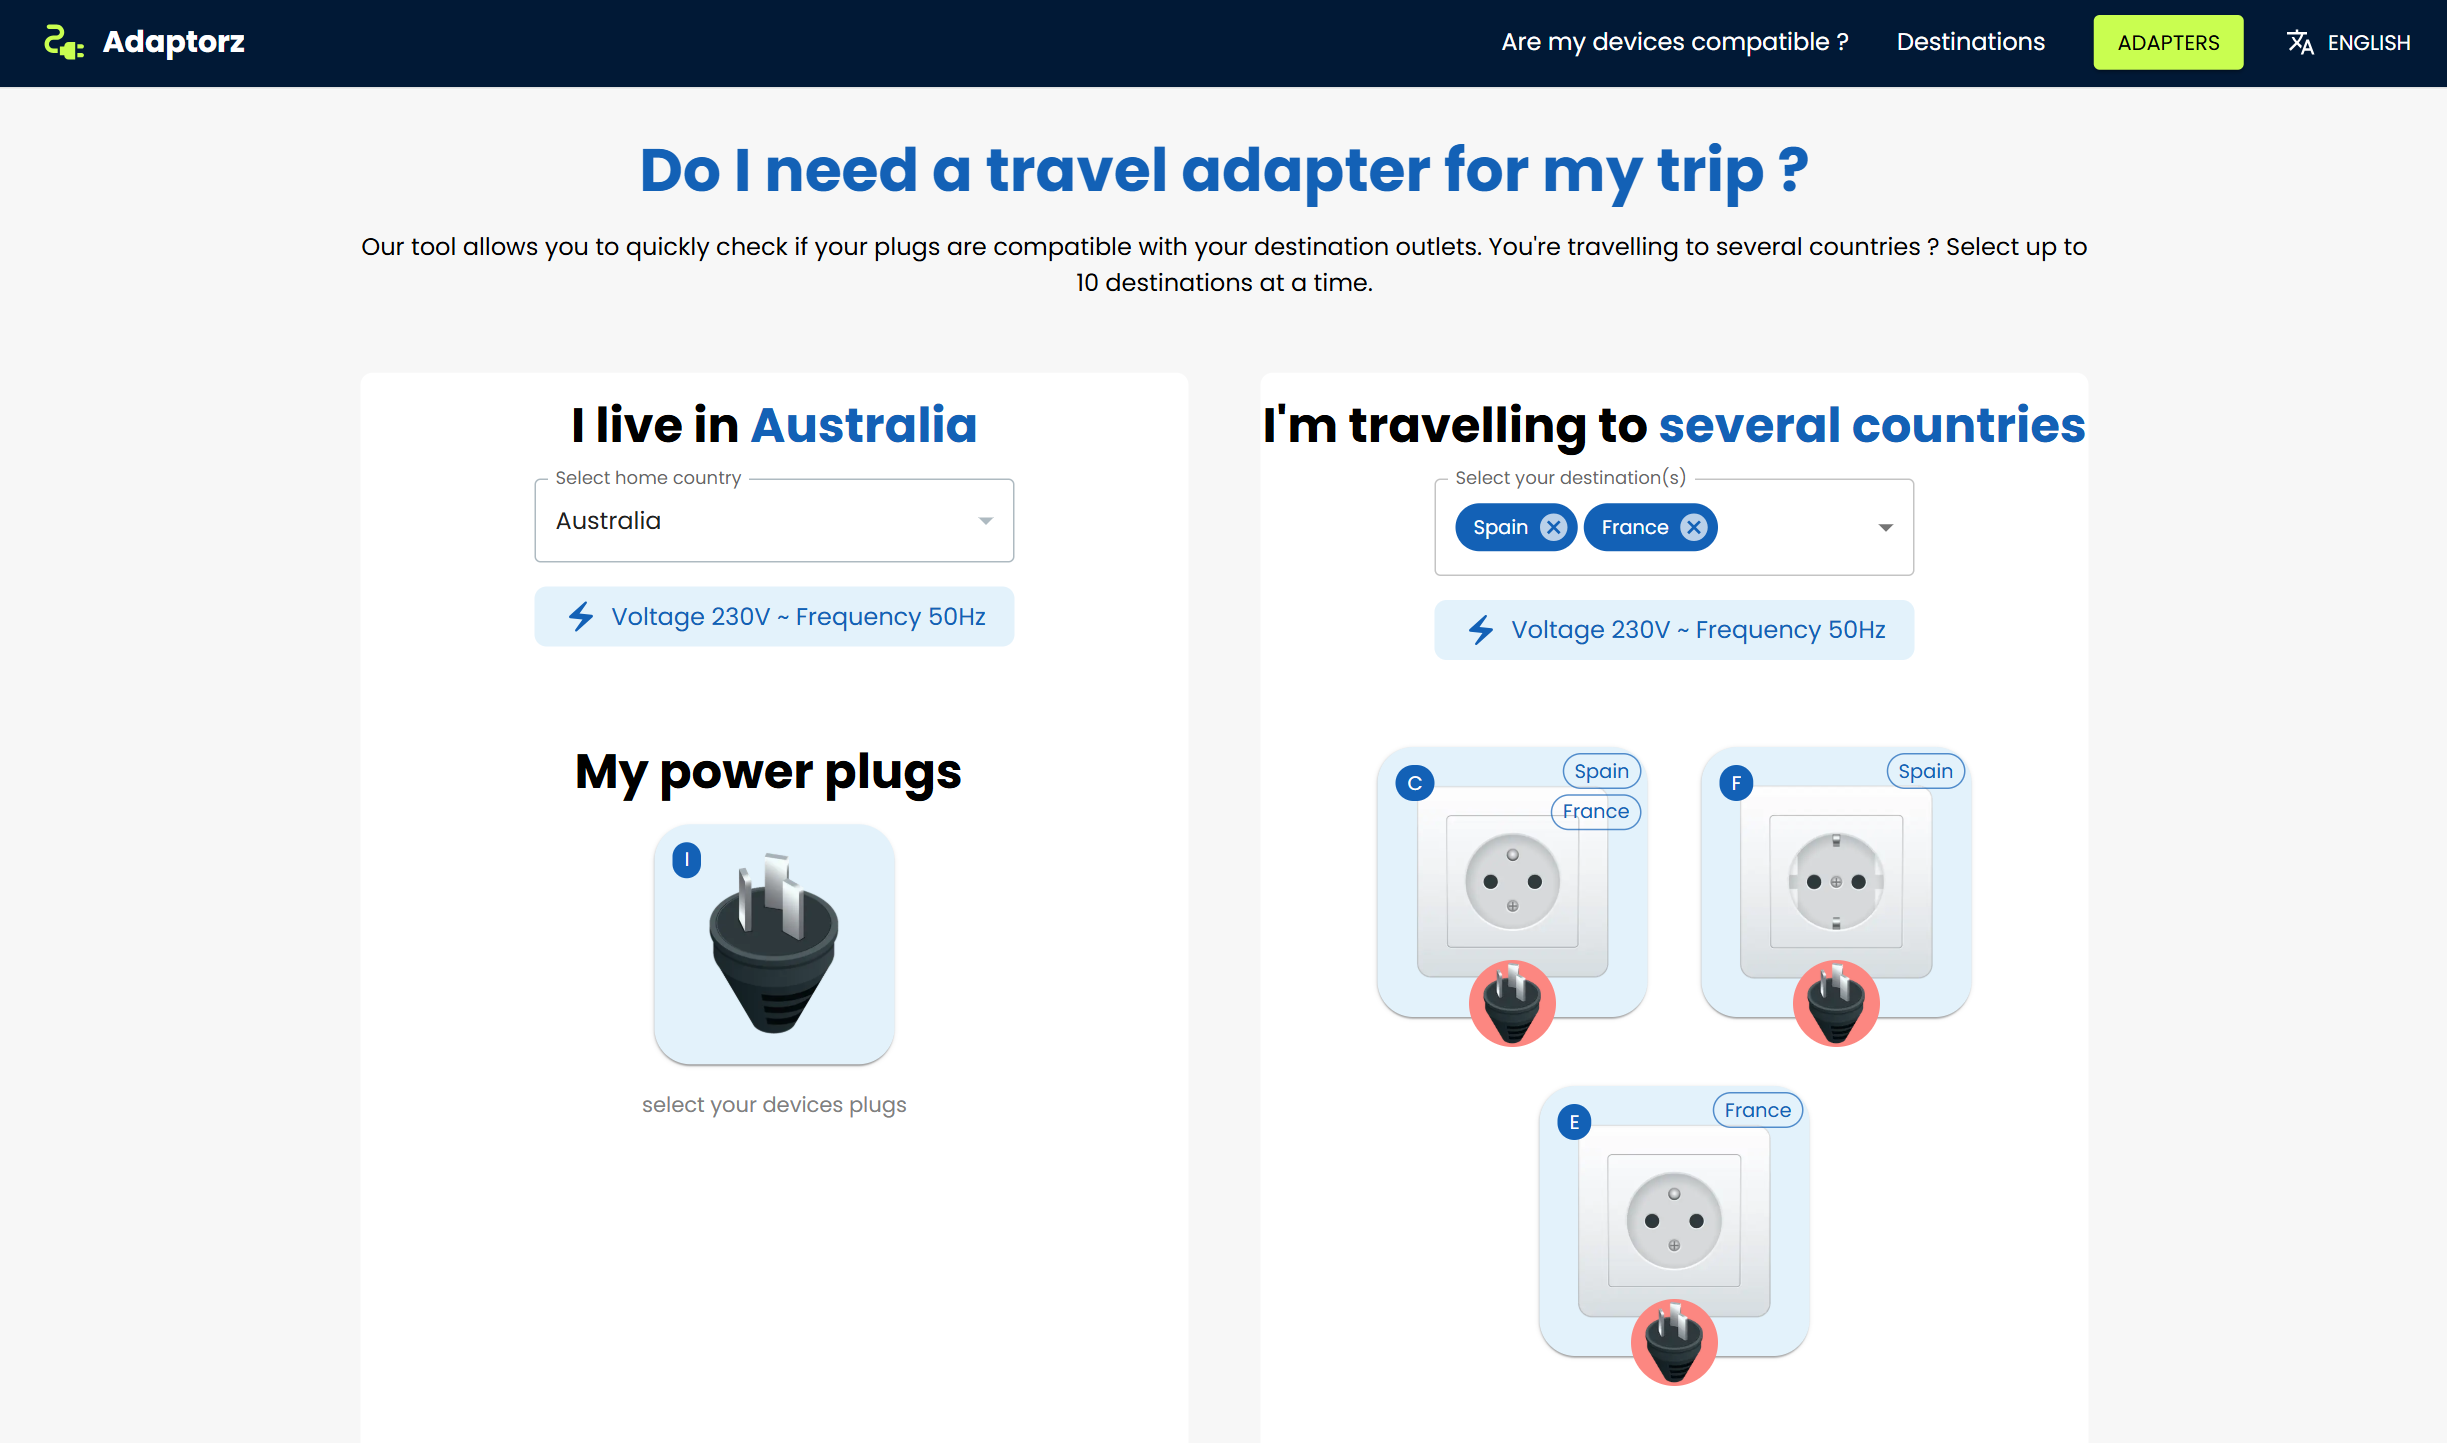 Adaptorz
Are my devices compatible ?
Destinations
ADAPTERS
ENGLISH
Do I need a travel adapter for my trip ?
Our tool allows you to quickly check if your plugs are compatible with your destination outlets. You're travelling to several countries ? Select up to
10 destinations at a time.
I live in Australia
Select home country
Australia
Voltage 230V ~ Frequency 50Hz
My power plugs
I
select your devices plugs
I'm travelling to several countries
Select your destination(s)
Spain
France
Voltage 230V ~ Frequency 50Hz
C
Spain
France
F
Spain
E
France